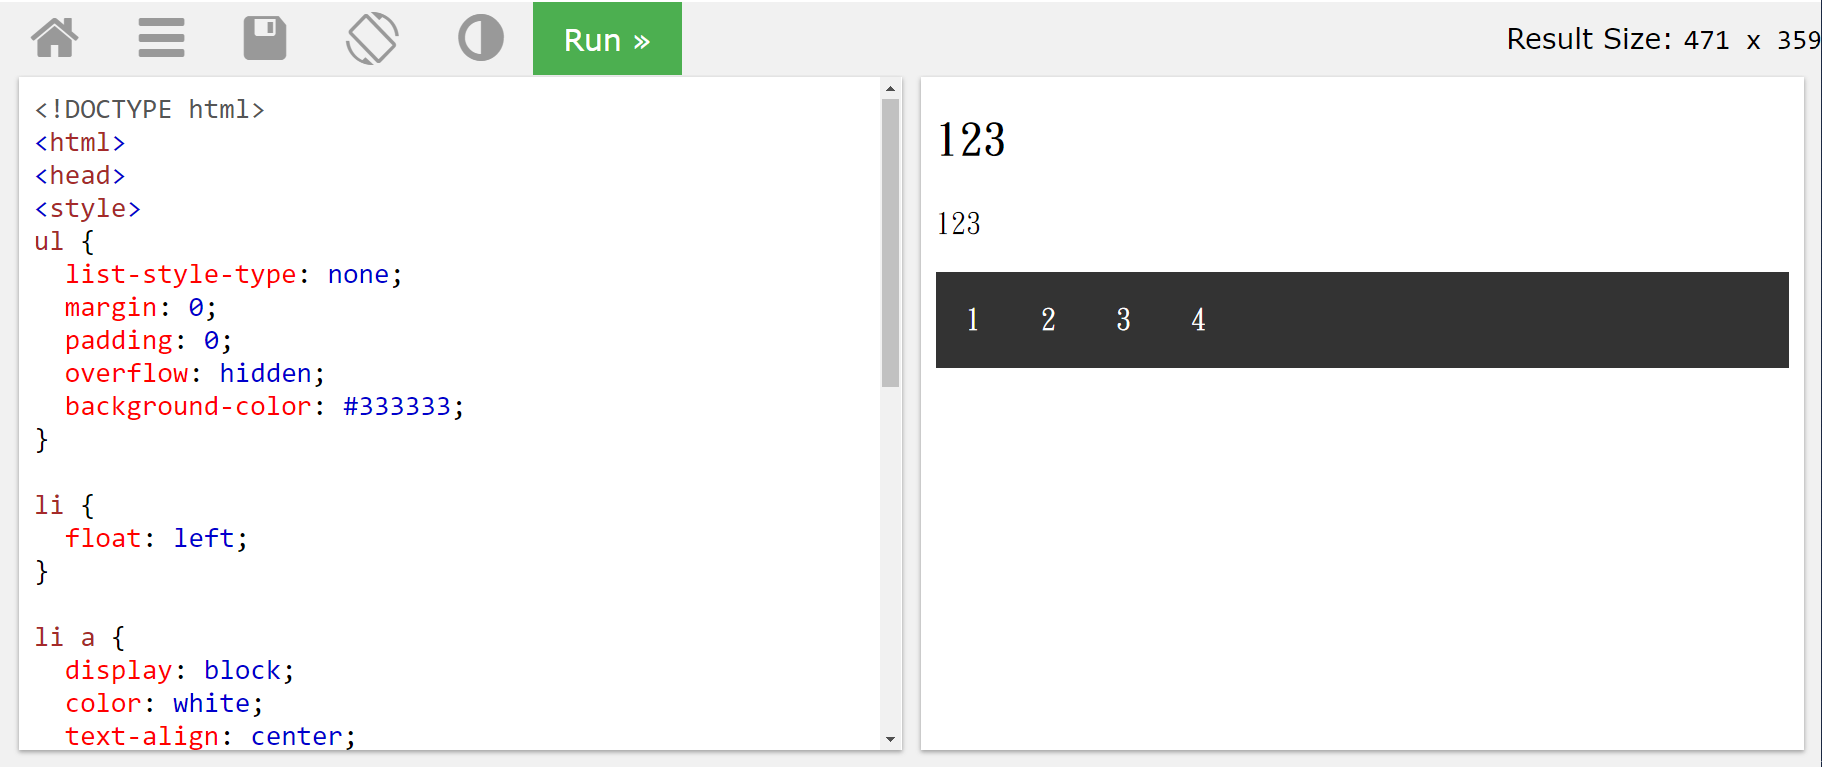 Run »
Result Size: 471 x 359
<!DOCTYPE html>
<html>
<head>
<style>
ul {
  list-style-type: none;
  margin: 0;
  padding: 0;
  overflow: hidden;
  background-color: #333333;
}

li {
  float: left;
}

li a {
  display: block;
  color: white;
  text-align: center;
123
123
1 2 3 4